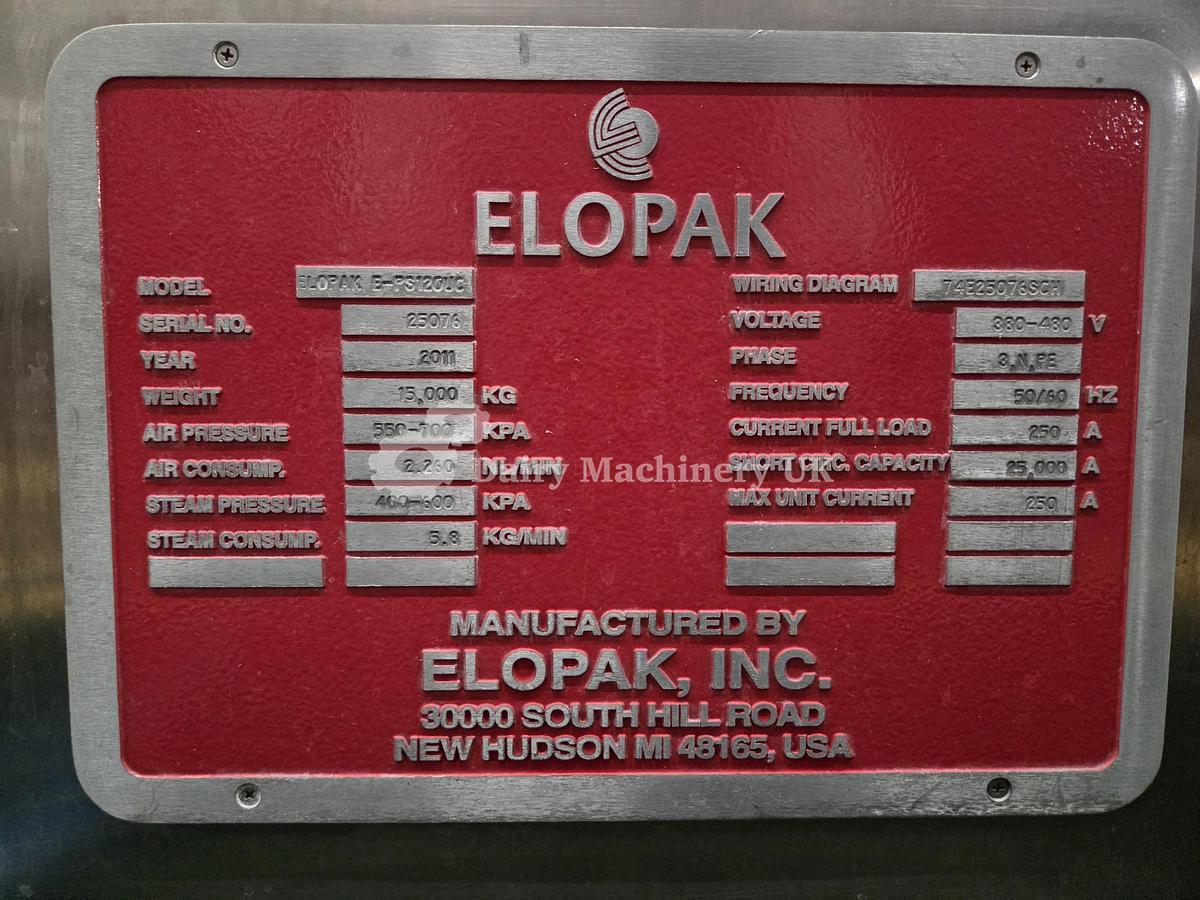 ELOPAK
MODEL ELOPAK E-PS120UC
SERIAL NO. 25076
YEAR 2011
WEIGHT 15,000 KG
AIR PRESSURE 550-700 KPA
AIR CONSUMP. 2.260 NL/MIN
STEAM PRESSURE 400-600 KPA
STEAM CONSUMP. 5.8 KG/MIN
WIRING DIAGRAM 74E25076SCH
VOLTAGE 380-480 V
PHASE 3,N,PE
FREQUENCY 50/60 HZ
CURRENT FULL LOAD 250 A
SHORT CIRC. CAPACITY 25,000 A
MAX UNIT CURRENT 250 A
Dairy Machinery UK
MANUFACTURED BY
ELOPAK, INC.
30000 SOUTH HILL ROAD
NEW HUDSON MI 48165, USA